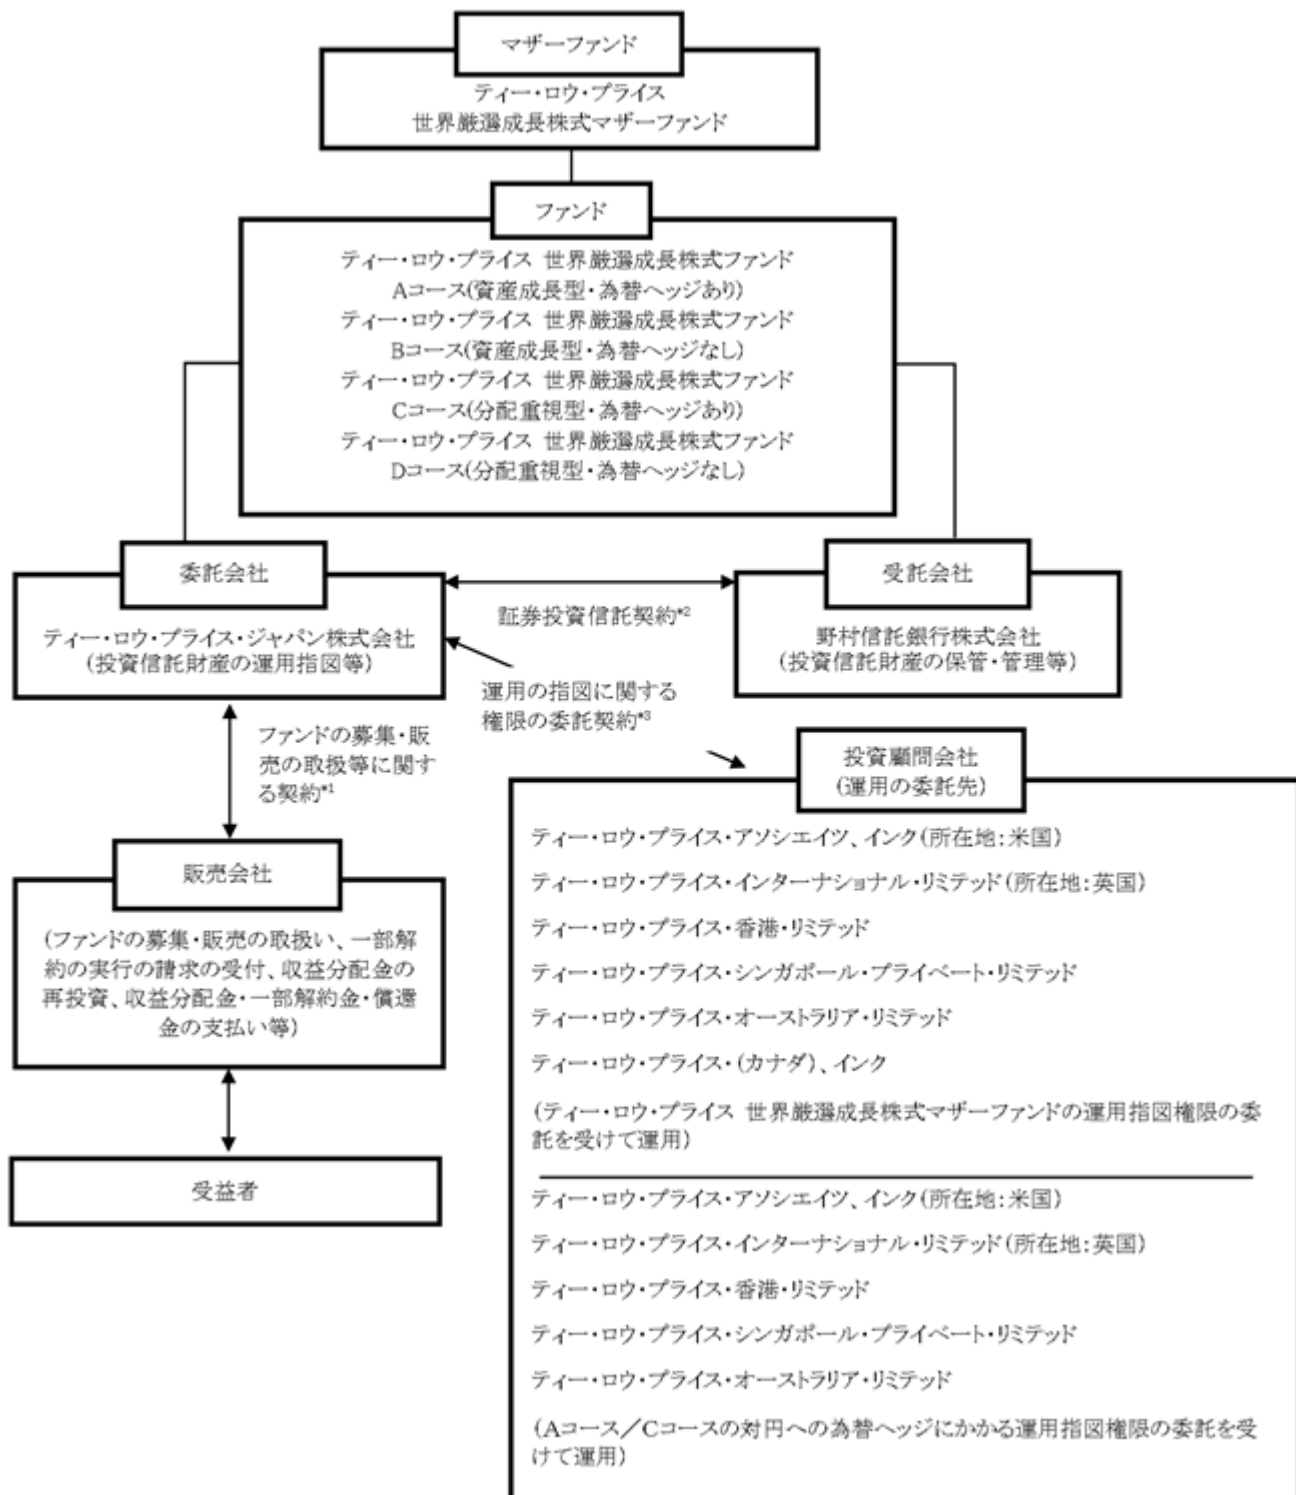 マザーファンド
ティー・ロウ・プライス
世界厳選成長株式マザーファンド
ファンド
ティー・ロウ・プライス 世界厳選成長株式ファンド
Aコース(資産成長型・為替ヘッジあり)
ティー・ロウ・プライス 世界厳選成長株式ファンド
Bコース(資産成長型・為替ヘッジなし)
ティー・ロウ・プライス 世界厳選成長株式ファンド
Cコース(分配重視型・為替ヘッジあり)
ティー・ロウ・プライス 世界厳選成長株式ファンド
Dコース(分配重視型・為替ヘッジなし)
委託会社
ティー・ロウ・プライス・ジャパン株式会社
(投資信託財産の運用指図等)
証券投資信託契約*2
受託会社
野村信託銀行株式会社
(投資信託財産の保管・管理等)
運用の指図に関する
権限の委託契約*3
ファンドの募集・販
売の取扱等に関す
る契約*1
販売会社
(ファンドの募集・販売の取扱い、一部解
約の実行の請求の受付、収益分配金の
再投資、収益分配金・一部解約金・償還
金の支払い等)
受益者
投資顧問会社
(運用の委託先)
ティー・ロウ・プライス・アソシエイツ、インク(所在地:米国)
ティー・ロウ・プライス・インターナショナル・リミテッド(所在地:英国)
ティー・ロウ・プライス・香港・リミテッド
ティー・ロウ・プライス・シンガポール・プライベート・リミテッド
ティー・ロウ・プライス・オーストラリア・リミテッド
ティー・ロウ・プライス・(カナダ)、インク
(ティー・ロウ・プライス 世界厳選成長株式マザーファンドの運用指図権限の委
託を受けて運用)
ティー・ロウ・プライス・アソシエイツ、インク(所在地:米国)
ティー・ロウ・プライス・インターナショナル・リミテッド(所在地:英国)
ティー・ロウ・プライス・香港・リミテッド
ティー・ロウ・プライス・シンガポール・プライベート・リミテッド
ティー・ロウ・プライス・オーストラリア・リミテッド
(Aコース/Cコースの対円への為替ヘッジにかかる運用指図権限の委託を受
けて運用)